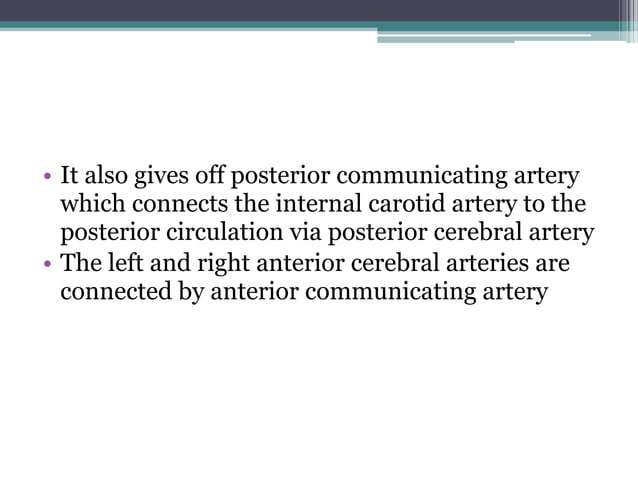 • It also gives off posterior communicating artery
which connects the internal carotid artery to the
posterior circulation via posterior cerebral artery
• The left and right anterior cerebral arteries are
connected by anterior communicating artery